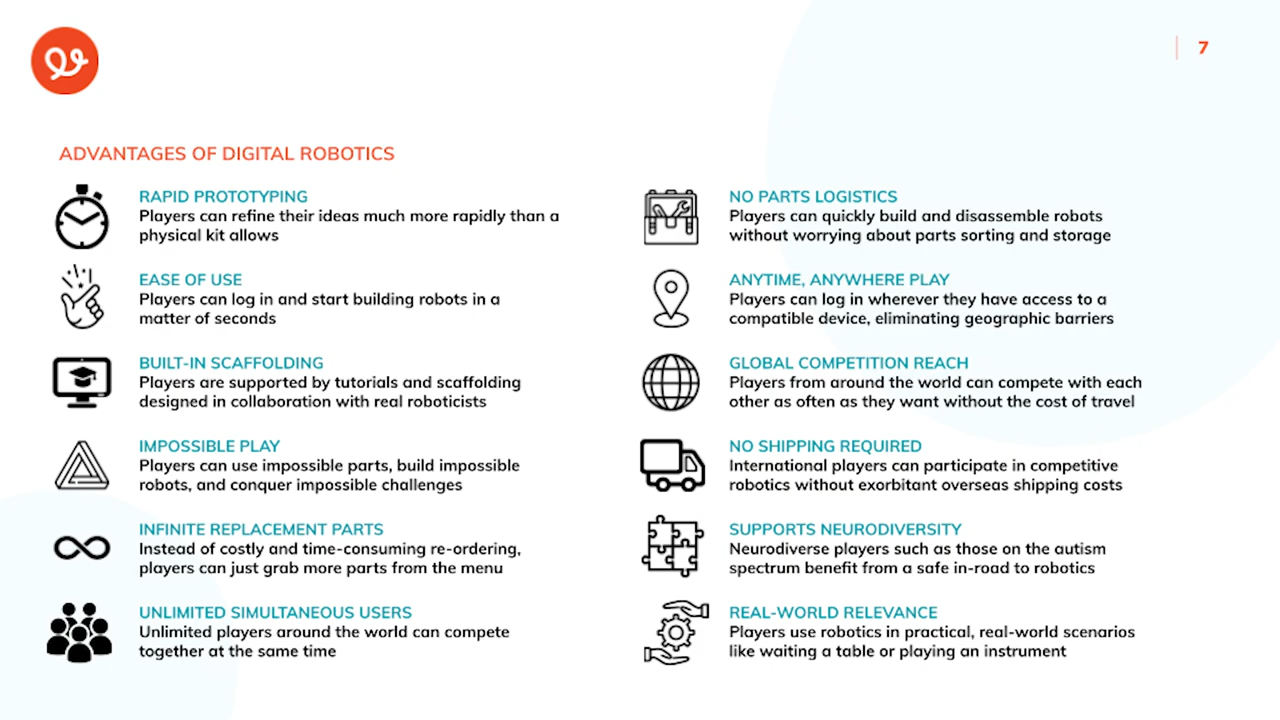 7
ADVANTAGES OF DIGITAL ROBOTICS
RAPID PROTOTYPING
Players can refine their ideas much more rapidly than a
physical kit allows
EASE OF USE
Players can log in and start building robots in a
matter of seconds
BUILT-IN SCAFFOLDING
Players are supported by tutorials and scaffolding
designed in collaboration with real roboticists
IMPOSSIBLE PLAY
Players can use impossible parts, build impossible
robots, and conquer impossible challenges
INFINITE REPLACEMENT PARTS
Instead of costly and time-consuming re-ordering,
players can just grab more parts from the menu
UNLIMITED SIMULTANEOUS USERS
Unlimited players around the world can compete
together at the same time
NO PARTS LOGISTICS
Players can quickly build and disassemble robots
without worrying about parts sorting and storage
ANYTIME, ANYWHERE PLAY
Players can log in wherever they have access to a
compatible device, eliminating geographic barriers
GLOBAL COMPETITION REACH
Players from around the world can compete with each
other as often as they want without the cost of travel
NO SHIPPING REQUIRED
International players can participate in competitive
robotics without exorbitant overseas shipping costs
SUPPORTS NEURODIVERSITY
Neurodiverse players such as those on the autism
spectrum benefit from a safe in-road to robotics
REAL-WORLD RELEVANCE
Players use robotics in practical, real-world scenarios
like waiting a table or playing an instrument